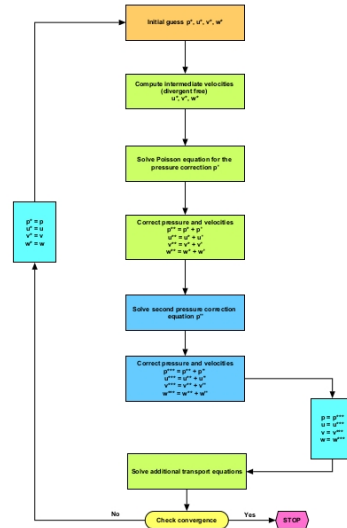 Initial guess p*, u*, v*, w*
Compute intermediate velocities
(divergent free)
u*, v*, w*
Solve Poisson equation for the
pressure correction p'
Correct pressure and velocities
p** = p* + p'
u** = u* + u'
v** = v* + v'
w** = w* + w'
Solve second pressure correction
equation p''
Correct pressure and velocities
p*** = p** + p''
u*** = u** + u''
v*** = v** + v''
w*** = w** + w''
p = p***
u = u***
v = v***
w = w***
Solve additional transport equations
Check convergence
No
Yes
STOP
p* = p
u* = u
v* = v
w* = w